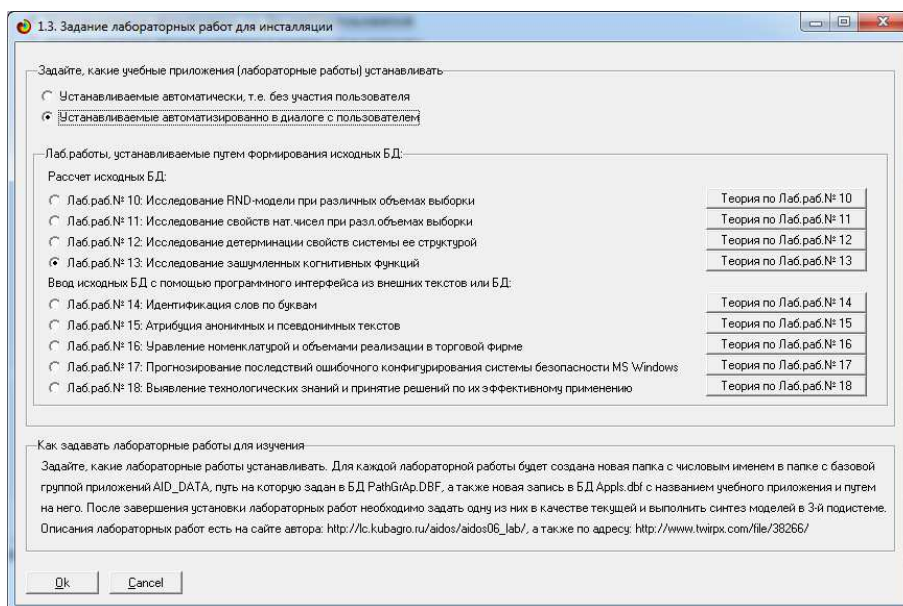 1.3. Задание лабораторных работ для инсталляции
Задайте, какие учебные приложения (лабораторные работы) устанавливать
Устанавливаемые автоматически, т.е. без участия пользователя
Устанавливаемые автоматизированно в диалоге с пользователем
Лаб.работы, устанавливаемые путем формирования исходных БД:
Рассчет исходных БД:
Лаб.раб.№ 10: Исследование RND-модели при различных объемах выборки Теория по Лаб.раб.№ 10
Лаб.раб.№ 11: Исследование свойств нат.чисел при разл.объемах выборки Теория по Лаб.раб.№ 11
Лаб.раб.№ 12: Исследование детерминации свойств системы ее структурой Теория по Лаб.раб.№ 12
Лаб.раб.№ 13: Исследование зашумленных когнитивных функций Теория по Лаб.раб.№ 13
Ввод исходных БД с помощью программного интерфейса из внешних текстов или БД:
Лаб.раб.№ 14: Идентификация слов по буквам Теория по Лаб.раб.№ 14
Лаб.раб.№ 15: Атрибуция анонимных и псевдонимных текстов Теория по Лаб.раб.№ 15
Лаб.раб.№ 16: Уравление номенклатурой и объемами реализации в торговой фирме Теория по Лаб.раб.№ 16
Лаб.раб.№ 17: Прогнозирование последствий ошибочного конфигурирования системы безопасности MS Windows Теория по Лаб.раб.№ 17
Лаб.раб.№ 18: Выявление технологических знаний и принятие решений по их эффективному применению Теория по Лаб.раб.№ 18
Как задавать лабораторные работы для изучения
Задайте, какие лабораторные работы устанавливать. Для каждой лабораторной работы будет создана новая папка с числовым именем в папке с базовой
группой приложений AID_DATA, путь на которую задан в БД PathGrAp.DBF, а также новая запись в БД Appls.dbf с названием учебного приложения и путем
на него. После завершения установки лабораторных работ необходимо задать одну из них в качестве текущей и выполнить синтез моделей в 3-й подистеме.
Описания лабораторных работ есть на сайте автора: http://lc.kubagro.ru/aidos/aidos06_lab/, а также по адресу: http://www.twirpx.com/file/38266/
Ok Cancel